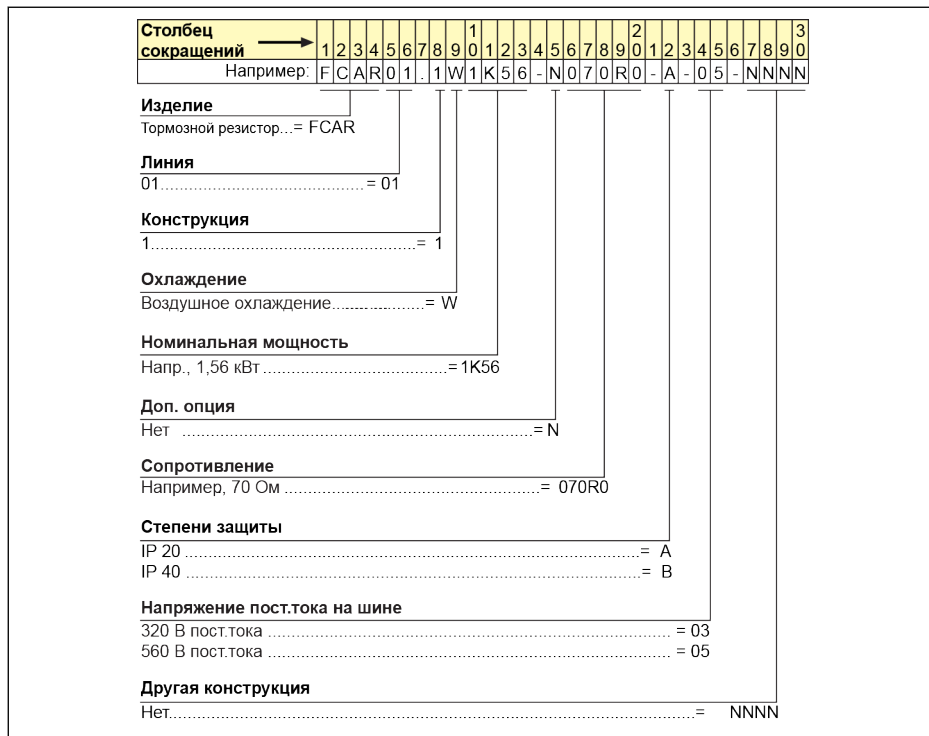 Столбец 1 3
сокращений 1 2 3 4 5 6 7 8 9 0 1 2 3 4 5 6 7 8 9 2 0 1 2 3 4 5 6 7 8 9 0
Например: F C A R 0 1 . 1 W 1 K 5 6 - N 0 7 0 R 0 - A - 0 5 - N N N N
Изделие
Тормозной резистор...= FCAR
Линия
01.........................................= 01
Конструкция
1.....................................................= 1
Охлаждение
Воздушное охлаждение...................= W
Номинальная мощность
Напр., 1,56 кВт.....................................= 1K56
Доп. опция
Нет ......................................................................= N
Сопротивление
Например, 70 Ом ...................................................= 070R0
Степени защиты
IP 20 ...........................................................................................= A
IP 40 ...........................................................................................= B
Напряжение пост.тока на шине
320 В пост.тока ................................................................................ = 03
560 В пост.тока ................................................................................ = 05
Другая конструкция
Нет.........................................................................................................= NNNN